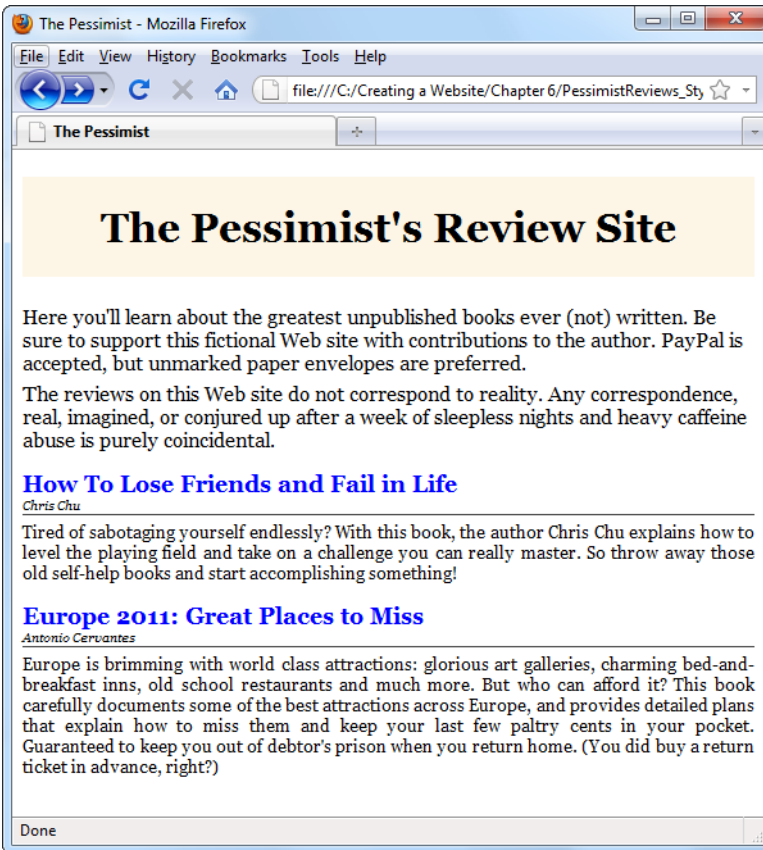 The Pessimist - Mozilla Firefox
File Edit View History Bookmarks Tools Help
file:///C:/Creating a Website/Chapter 6/PessimistReviews_Sty
The Pessimist
The Pessimist's Review Site
Here you'll learn about the greatest unpublished books ever (not) written. Be
sure to support this fictional Web site with contributions to the author. PayPal is
accepted, but unmarked paper envelopes are preferred.
The reviews on this Web site do not correspond to reality. Any correspondence,
real, imagined, or conjured up after a week of sleepless nights and heavy caffeine
abuse is purely coincidental.
How To Lose Friends and Fail in Life
Chris Chu
Tired of sabotaging yourself endlessly? With this book, the author Chris Chu explains how to
level the playing field and take on a challenge you can really master. So throw away those
old self-help books and start accomplishing something!
Europe 2011: Great Places to Miss
Antonio Cervantes
Europe is brimming with world class attractions: glorious art galleries, charming bed-and-
breakfast inns, old school restaurants and much more. But who can afford it? This book
carefully documents some of the best attractions across Europe, and provides detailed plans
that explain how to miss them and keep your last few paltry cents in your pocket.
Guaranteed to keep you out of debtor's prison when you return home. (You did buy a return
ticket in advance, right?)
Done